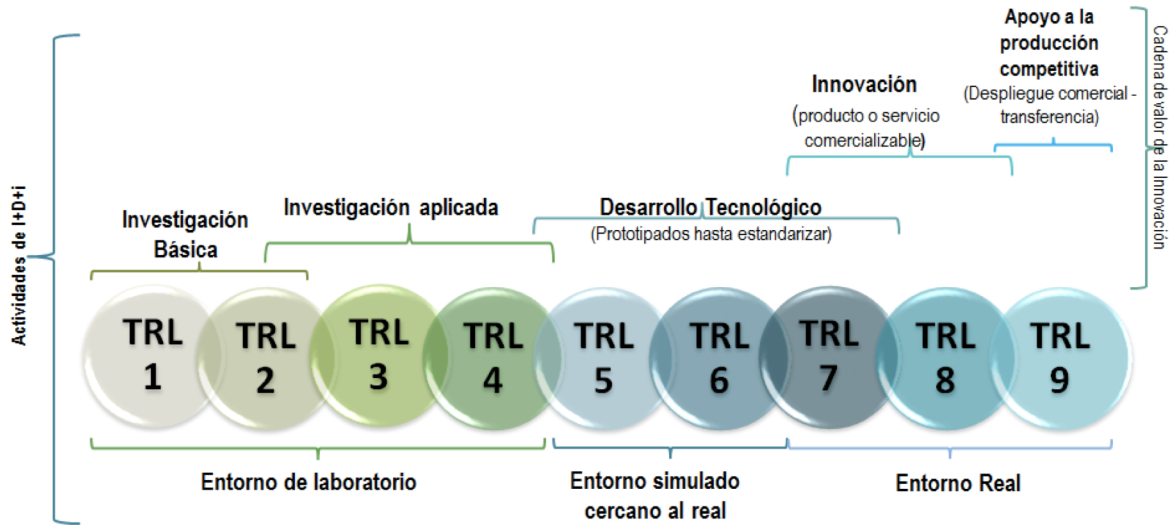 Apoyo a la
producción
competitiva
(Despliegue comercial -
transferencia)
Innovación
(producto o servicio
comercializable)
Cadena de valor de la
Innovación
Actividades de I+D+i
Investigación
Básica
Investigación aplicada
Desarrollo Tecnológico
(Prototipados hasta estandarizar)
TRL
1
TRL
2
TRL
3
TRL
4
TRL
5
TRL
6
TRL
7
TRL
8
TRL
9
Entorno de laboratorio
Entorno simulado
cercano al real
Entorno Real